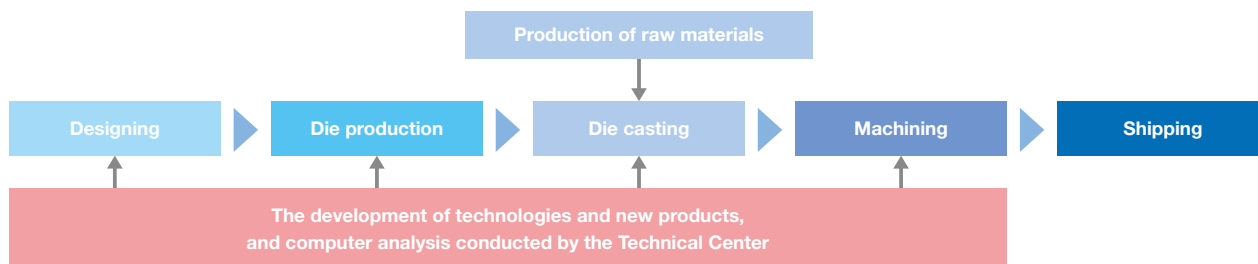 Production of raw materials
Designing
Die production
Die casting
Machining
Shipping
The development of technologies and new products,
and computer analysis conducted by the Technical Center